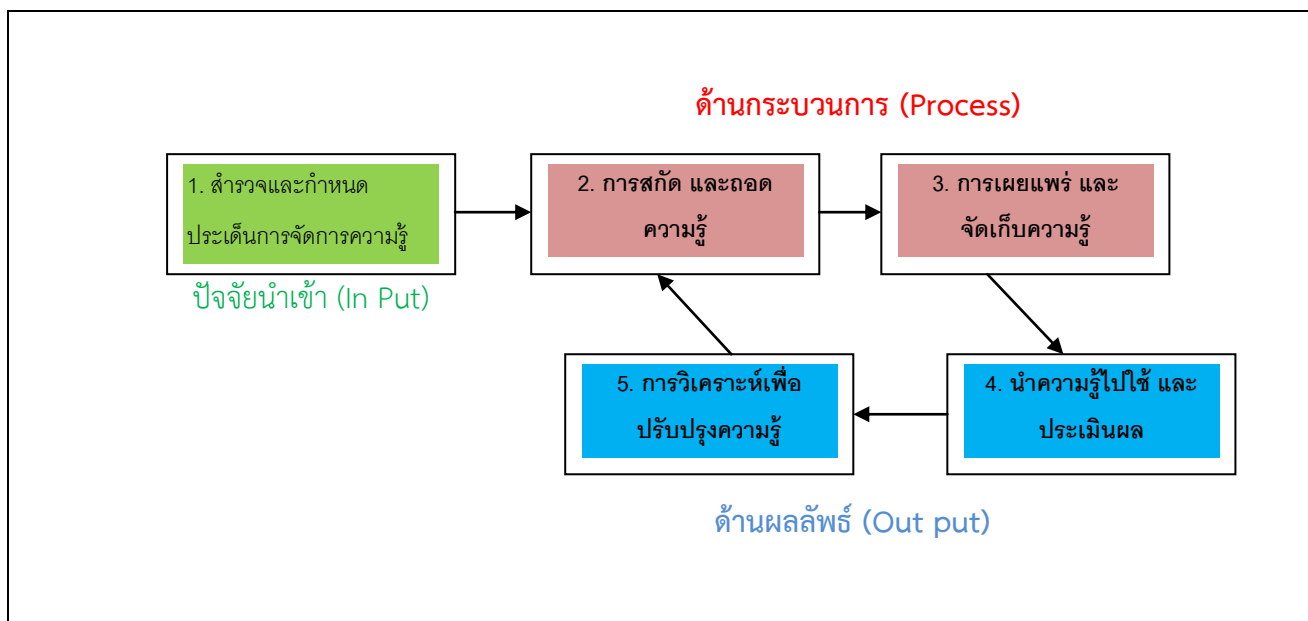 ด้านกระบวนการ (Process)
1. สำรวจและกำหนด
ประเด็นการจัดการความรู้
ปัจจัยนำเข้า (In Put)
2. การสกัด และถอด
ความรู้
3. การเผยแพร่ และ
จัดเก็บความรู้
4. นำความรู้ไปใช้ และ
ประเมินผล
5. การวิเคราะห์เพื่อ
ปรับปรุงความรู้
ด้านผลลัพธ์ (Out put)